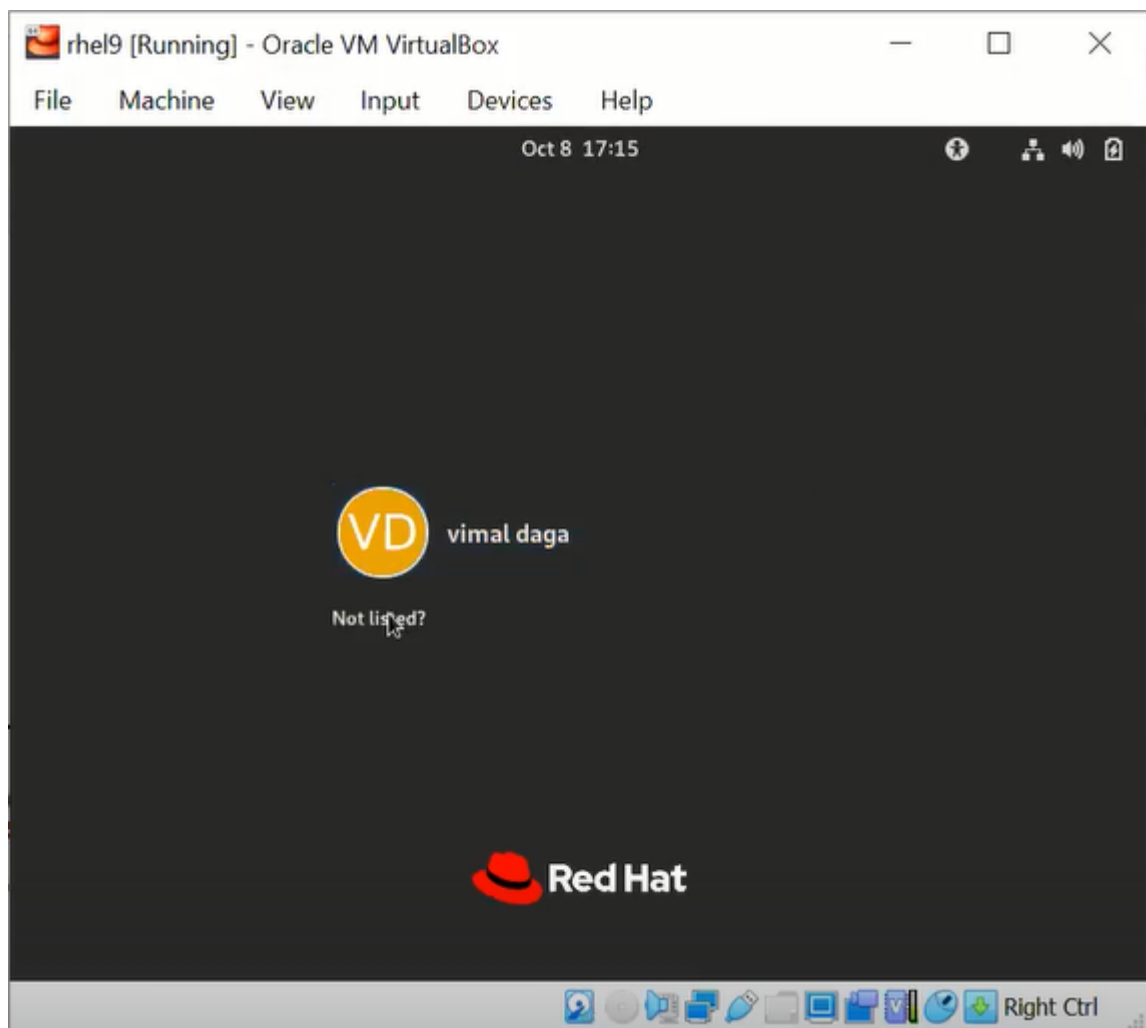 rhel9 [Running] - Oracle VM VirtualBox
File Machine View Input Devices Help
Oct 8 17:15
VD vimal daga
Not listed?
Red Hat
Right Ctrl